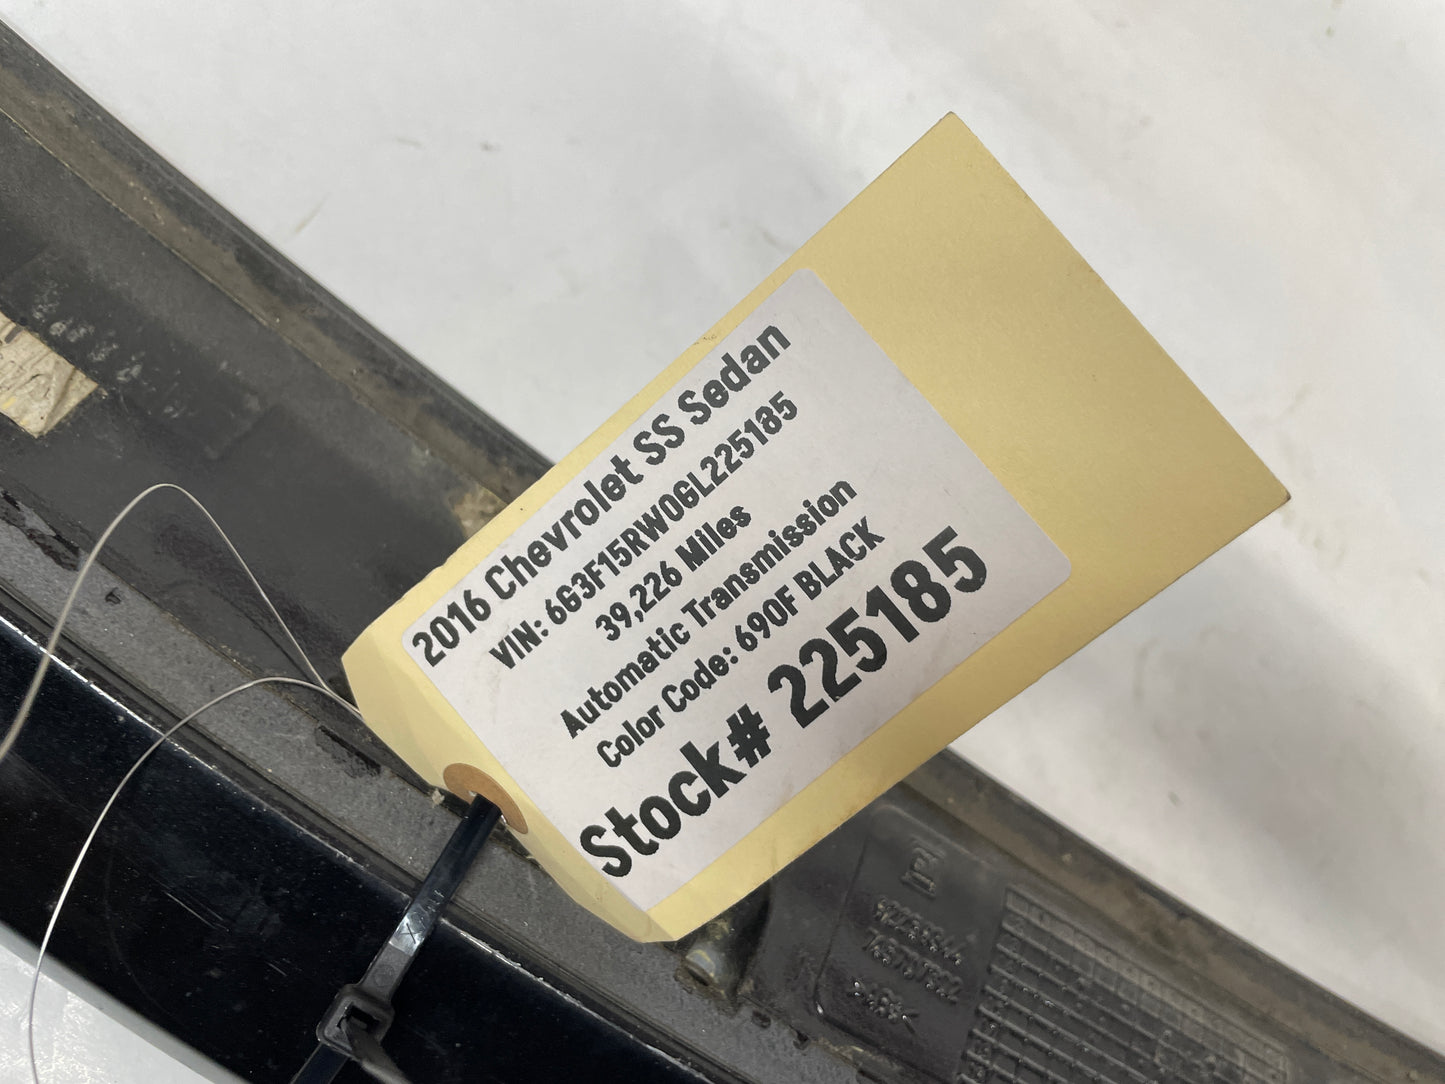 2016 Chevrolet SS Sedan
VIN: 6G3F15RW0GL225185
39,226 Miles
Automatic Transmission
Color Code: 690F BLACK
Stock# 225185